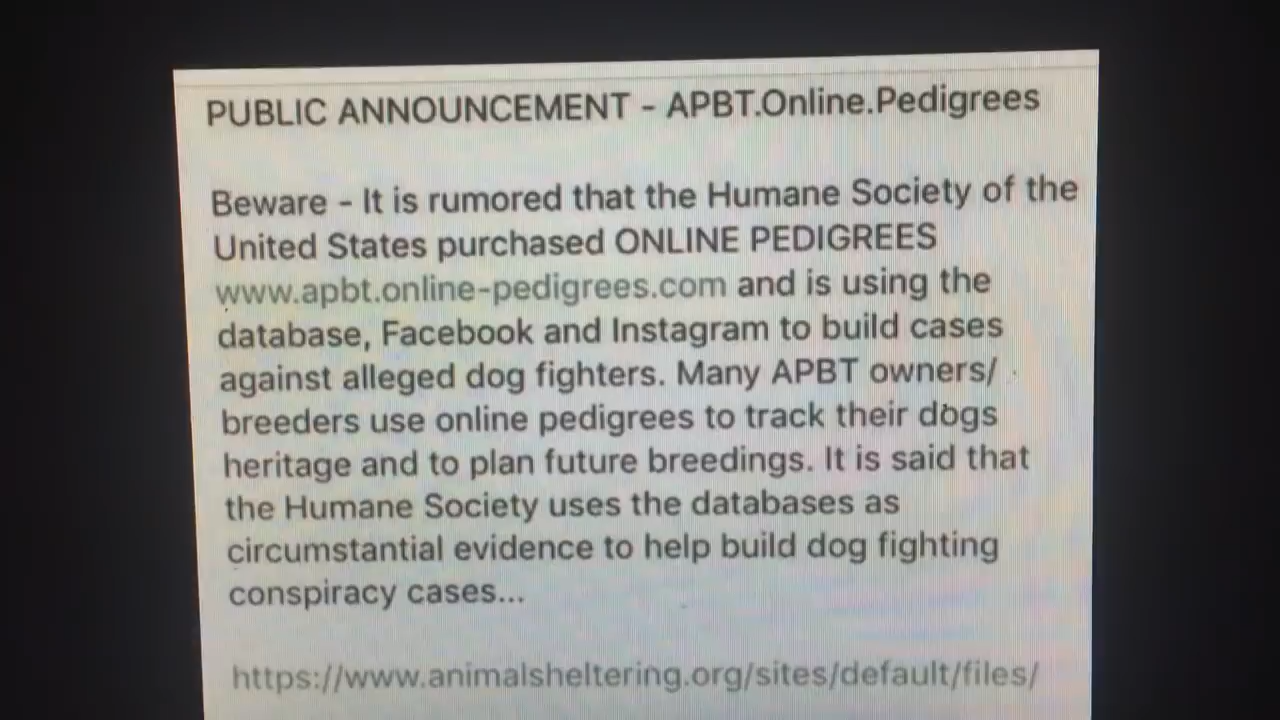 PUBLIC ANNOUNCEMENT - APBT.Online.Pedigrees
Beware - It is rumored that the Humane Society of the
United States purchased ONLINE PEDIGREES
www.apbt.online-pedigrees.com and is using the
database, Facebook and Instagram to build cases
against alleged dog fighters. Many APBT owners/
breeders use online pedigrees to track their dogs
heritage and to plan future breedings. It is said that
the Humane Society uses the databases as
circumstantial evidence to help build dog fighting
conspiracy cases...
https://www.animalsheltering.org/sites/default/files/